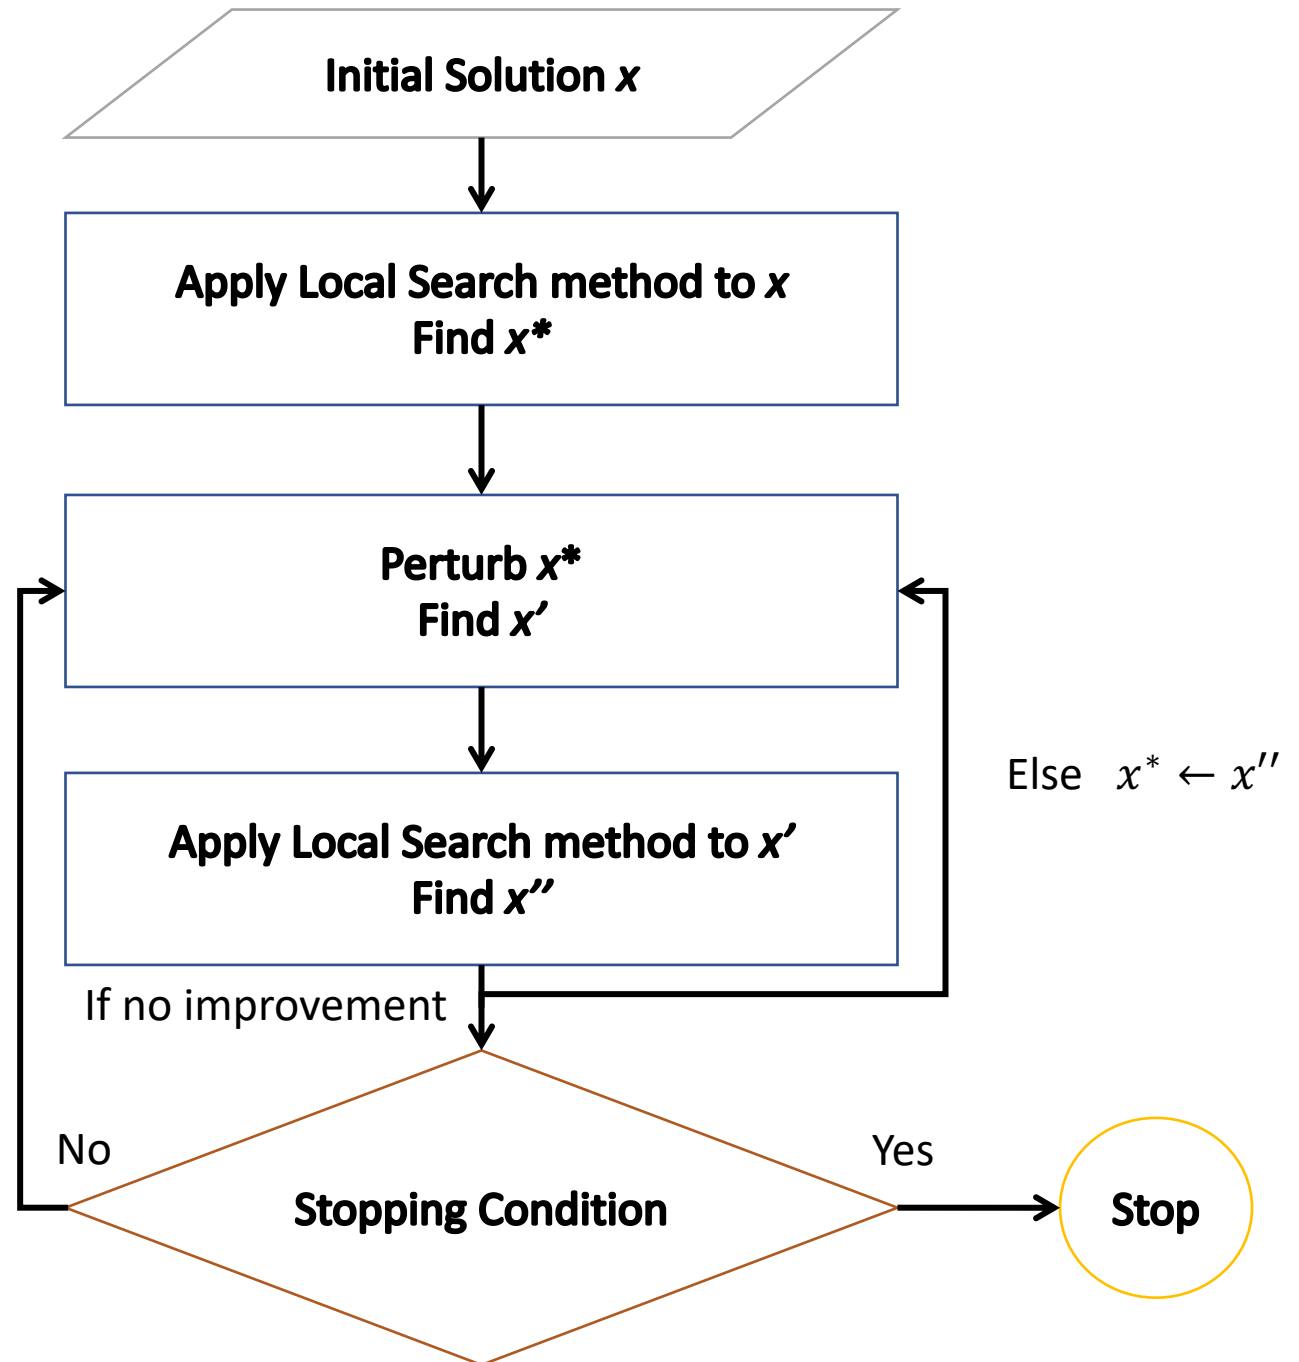 Initial Solution x
Apply Local Search method to x
Find x*
Perturb x*
Find x′
Else x* ← x′′
Apply Local Search method to x′
Find x′′
If no improvement
No
Yes
Stopping Condition
Stop